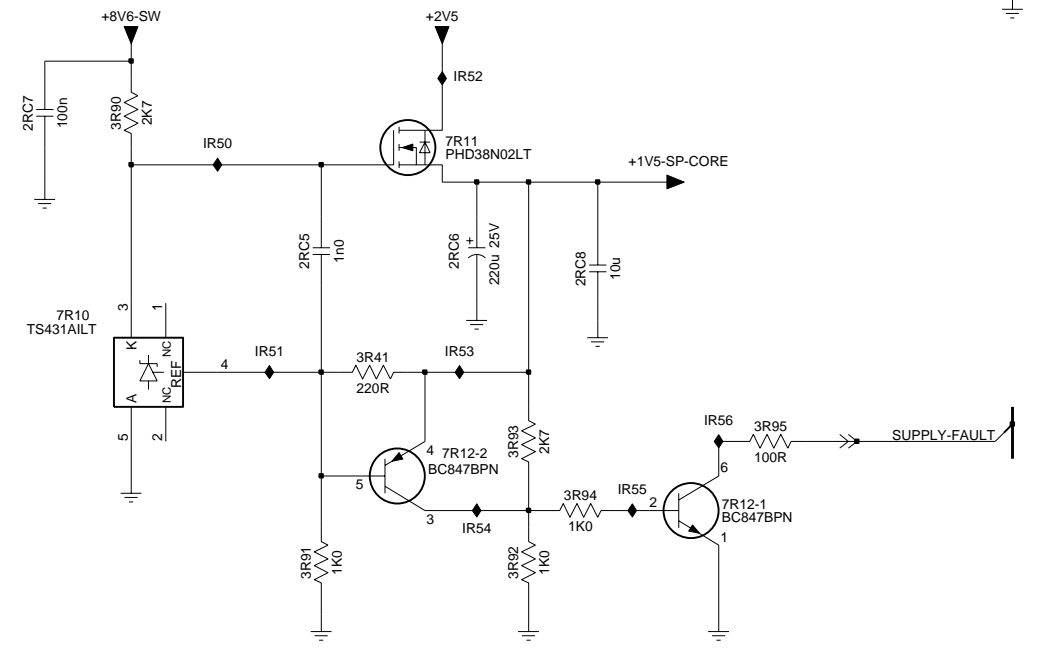 +8V6-SW
+2V5
IR52
2RC7
100n
3R90
2K7
IR50
7R11
PHD38N02LT
+1V5-SP-CORE
2RC5
1n0
2RC6
+
220u 25V
2RC8
10u
7R10
TS431AILT
3
1
K
NC
REF
A
NC
5
2
4
IR51
3R41
220R
IR53
3R93
2K7
IR56
3R95
100R
SUPPLY-FAULT
4
7R12-2
BC847BPN
5
3
IR54
3R94
1K0
IR55
2
6
7R12-1
BC847BPN
1
3R91
1K0
3R92
1K0